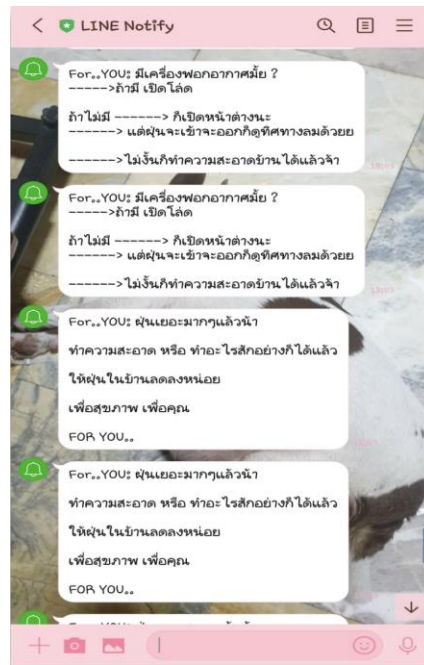 LINE Notify
For..YOU: มีเครื่องฟอกอากาศมั้ย ?
----->ถ้ามี เปิดโล่ด
ถ้าไม่มี ------> ก็เปิดหน้าต่างนะ
------> แต่ฝุ่นจะเข้าจะออกก็ดูทิศทางลมด้วยย
------>ไม่งั้นก็ทำความสะอาดบ้านได้แล้วจ้า
For..YOU: มีเครื่องฟอกอากาศมั้ย ?
----->ถ้ามี เปิดโล่ด
ถ้าไม่มี ------> ก็เปิดหน้าต่างนะ
------> แต่ฝุ่นจะเข้าจะออกก็ดูทิศทางลมด้วยย
------>ไม่งั้นก็ทำความสะอาดบ้านได้แล้วจ้า
For..YOU: ฝุ่นเยอะมากๆแล้วน้า
ทำความสะอาด หรือ ทำอะไรสักอย่างก็ได้แล้ว
ให้ฝุ่นในบ้านลดลงหน่อย
เพื่อสุขภาพ เพื่อคุณ
FOR YOU..
For..YOU: ฝุ่นเยอะมากๆแล้วน้า
ทำความสะอาด หรือ ทำอะไรสักอย่างก็ได้แล้ว
ให้ฝุ่นในบ้านลดลงหน่อย
เพื่อสุขภาพ เพื่อคุณ
FOR YOU..